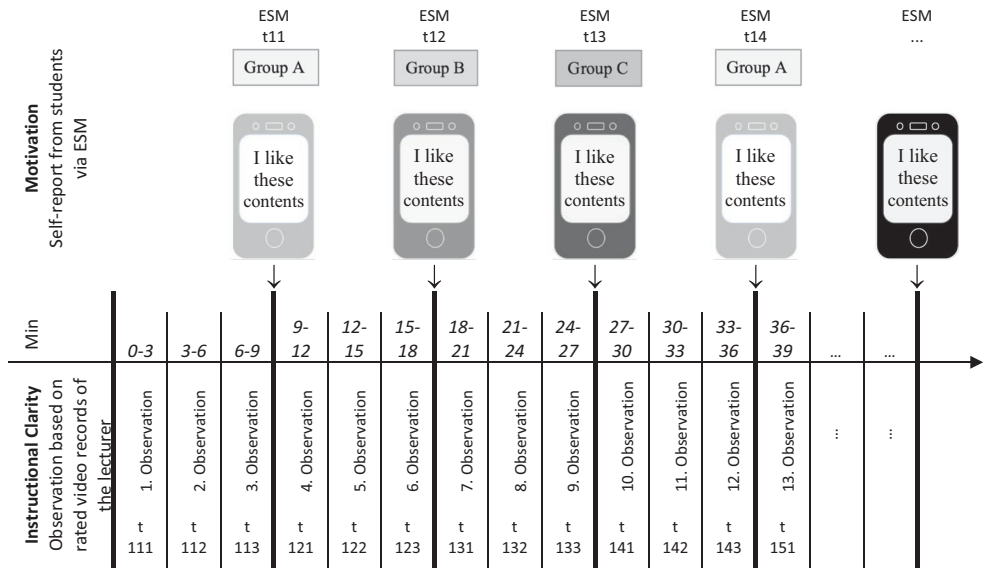 ESM
t11
Group A
ESM
t12
Group B
ESM
t13
Group C
ESM
t14
Group A
ESM
...
Motivation
Self-report from students
via ESM
I like
these
contents
I like
these
contents
I like
these
contents
I like
these
contents
I like
these
contents
Min
0-3
3-6
6-9
9-
12
12-
15
15-
18
18-
21
21-
24
24-
27
27-
30
30-
33
33-
36
36-
39
...
...
Instructional Clarity
Observation based on
rated video records of
the lecturer
1. Observation
2. Observation
3. Observation
4. Observation
5. Observation
6. Observation
7. Observation
8. Observation
9. Observation
10. Observation
11. Observation
12. Observation
13. Observation
...
...
t
111
t
112
t
113
t
121
t
122
t
123
t
131
t
132
t
133
t
141
t
142
t
143
t
151